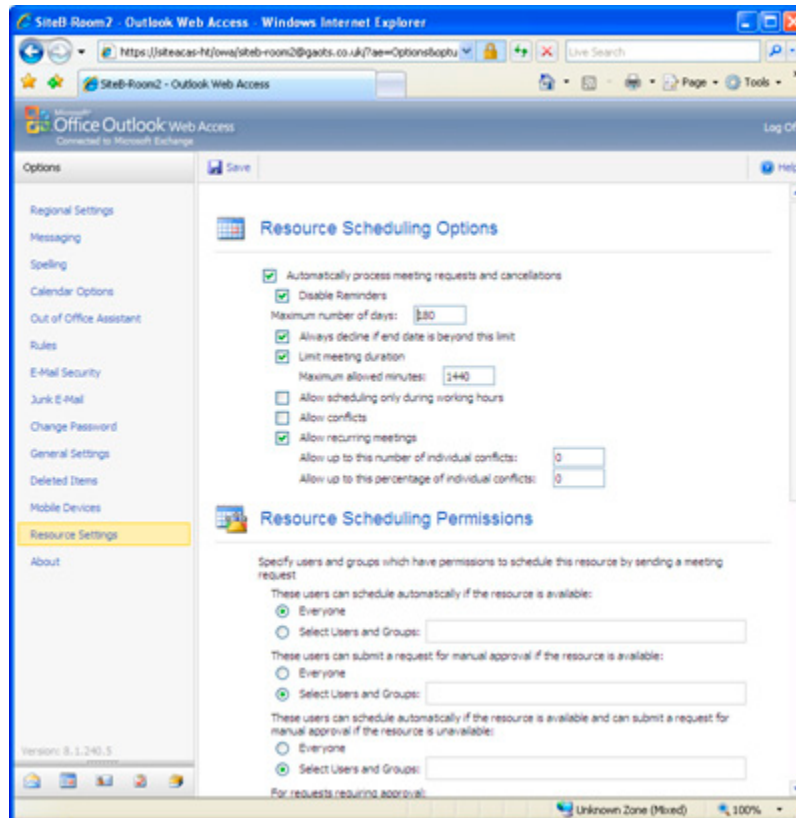 SiteB-Room2 - Outlook Web Access - Windows Internet Explorer
https://siteacas-ht/owa/siteb-room2@gaots.co.uk/?ae=Options&optu
Live Search
SiteB-Room2 - Outlook Web Access
Page
Tools
Microsoft
Office Outlook Web Access
Connected to Microsoft Exchange
Log Of
Options
Save
Help
Regional Settings
Messaging
Spelling
Calendar Options
Out of Office Assistant
Rules
E-Mail Security
Junk E-Mail
Change Password
General Settings
Deleted Items
Mobile Devices
Resource Settings
About
Version: 8.1.240.5
Resource Scheduling Options
Automatically process meeting requests and cancellations
Disable Reminders
Maximum number of days: 180
Always decline if end date is beyond this limit
Limit meeting duration
Maximum allowed minutes: 1440
Allow scheduling only during working hours
Allow conflicts
Allow recurring meetings
Allow up to this number of individual conflicts: 0
Allow up to this percentage of individual conflicts: 0
Resource Scheduling Permissions
Specify users and groups which have permissions to schedule this resource by sending a meeting
request
These users can schedule automatically if the resource is available:
Everyone
Select Users and Groups:
These users can submit a request for manual approval if the resource is available:
Everyone
Select Users and Groups:
These users can schedule automatically if the resource is available and can submit a request for
manual approval if the resource is unavailable:
Everyone
Select Users and Groups:
For requests requiring approval:
Unknown Zone (Mixed)
100%